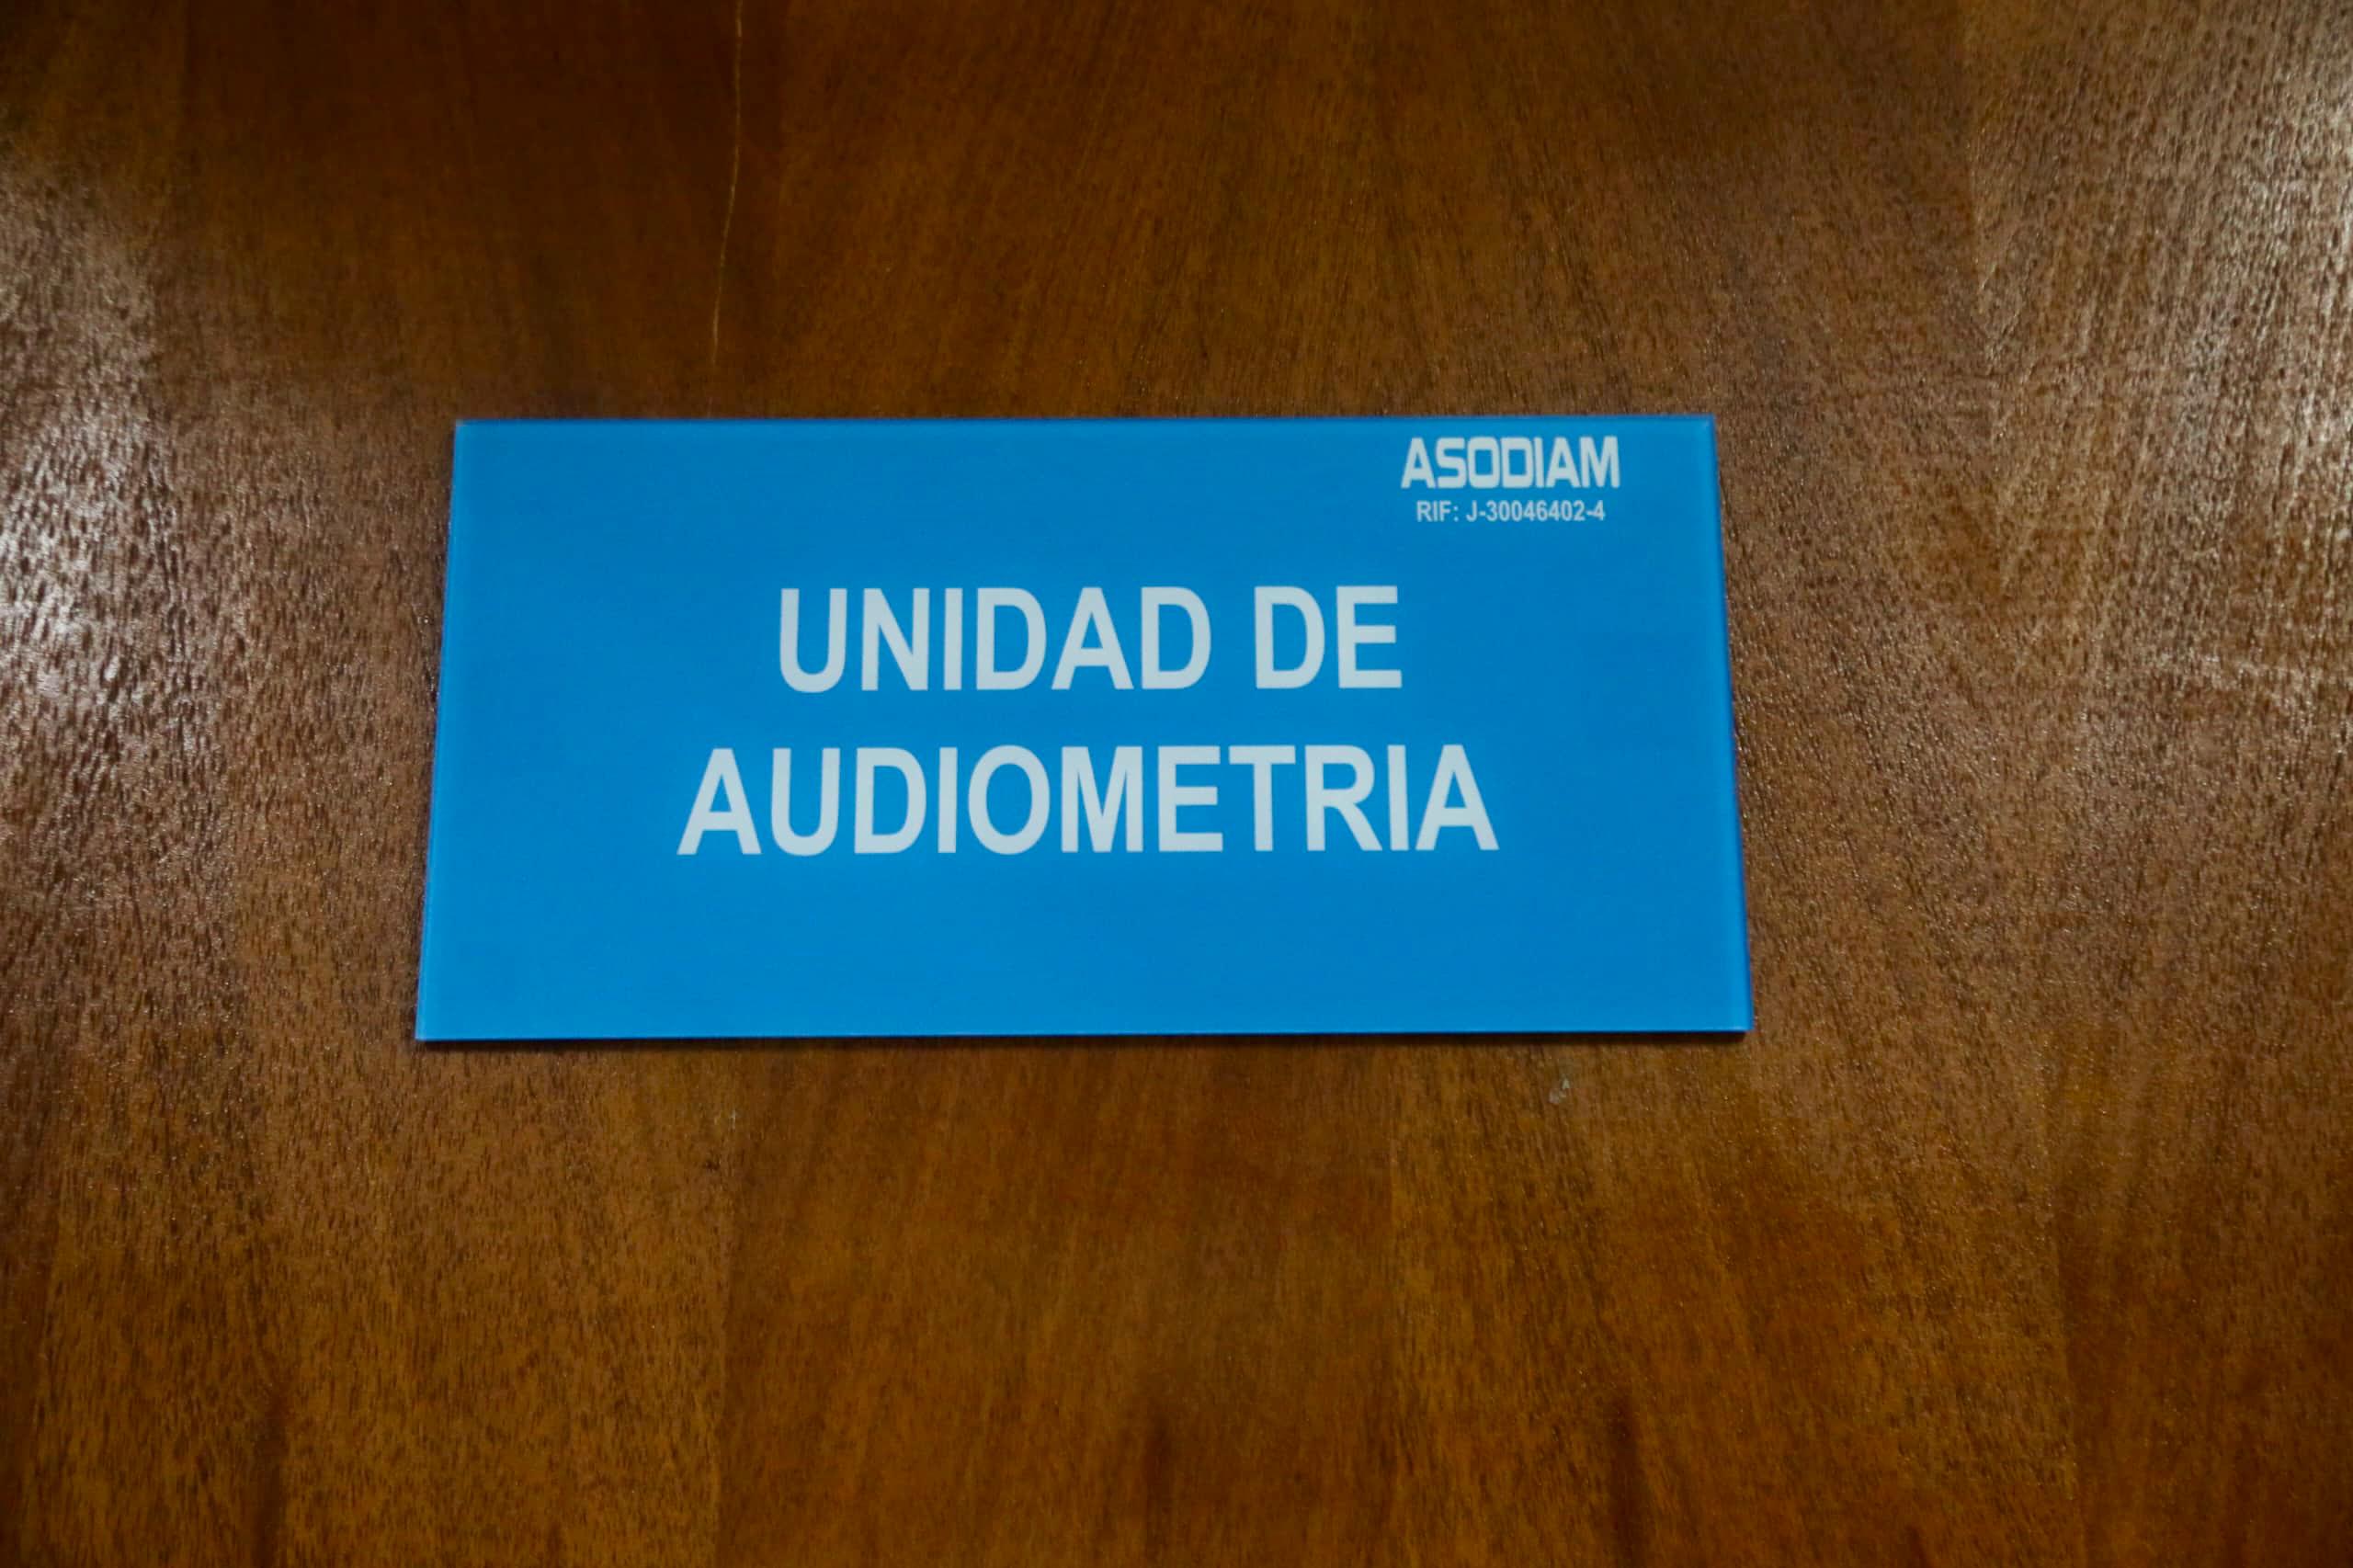 ASODIAM
RIF: J-30046402-4
UNIDAD DE
AUDIOMETRIA